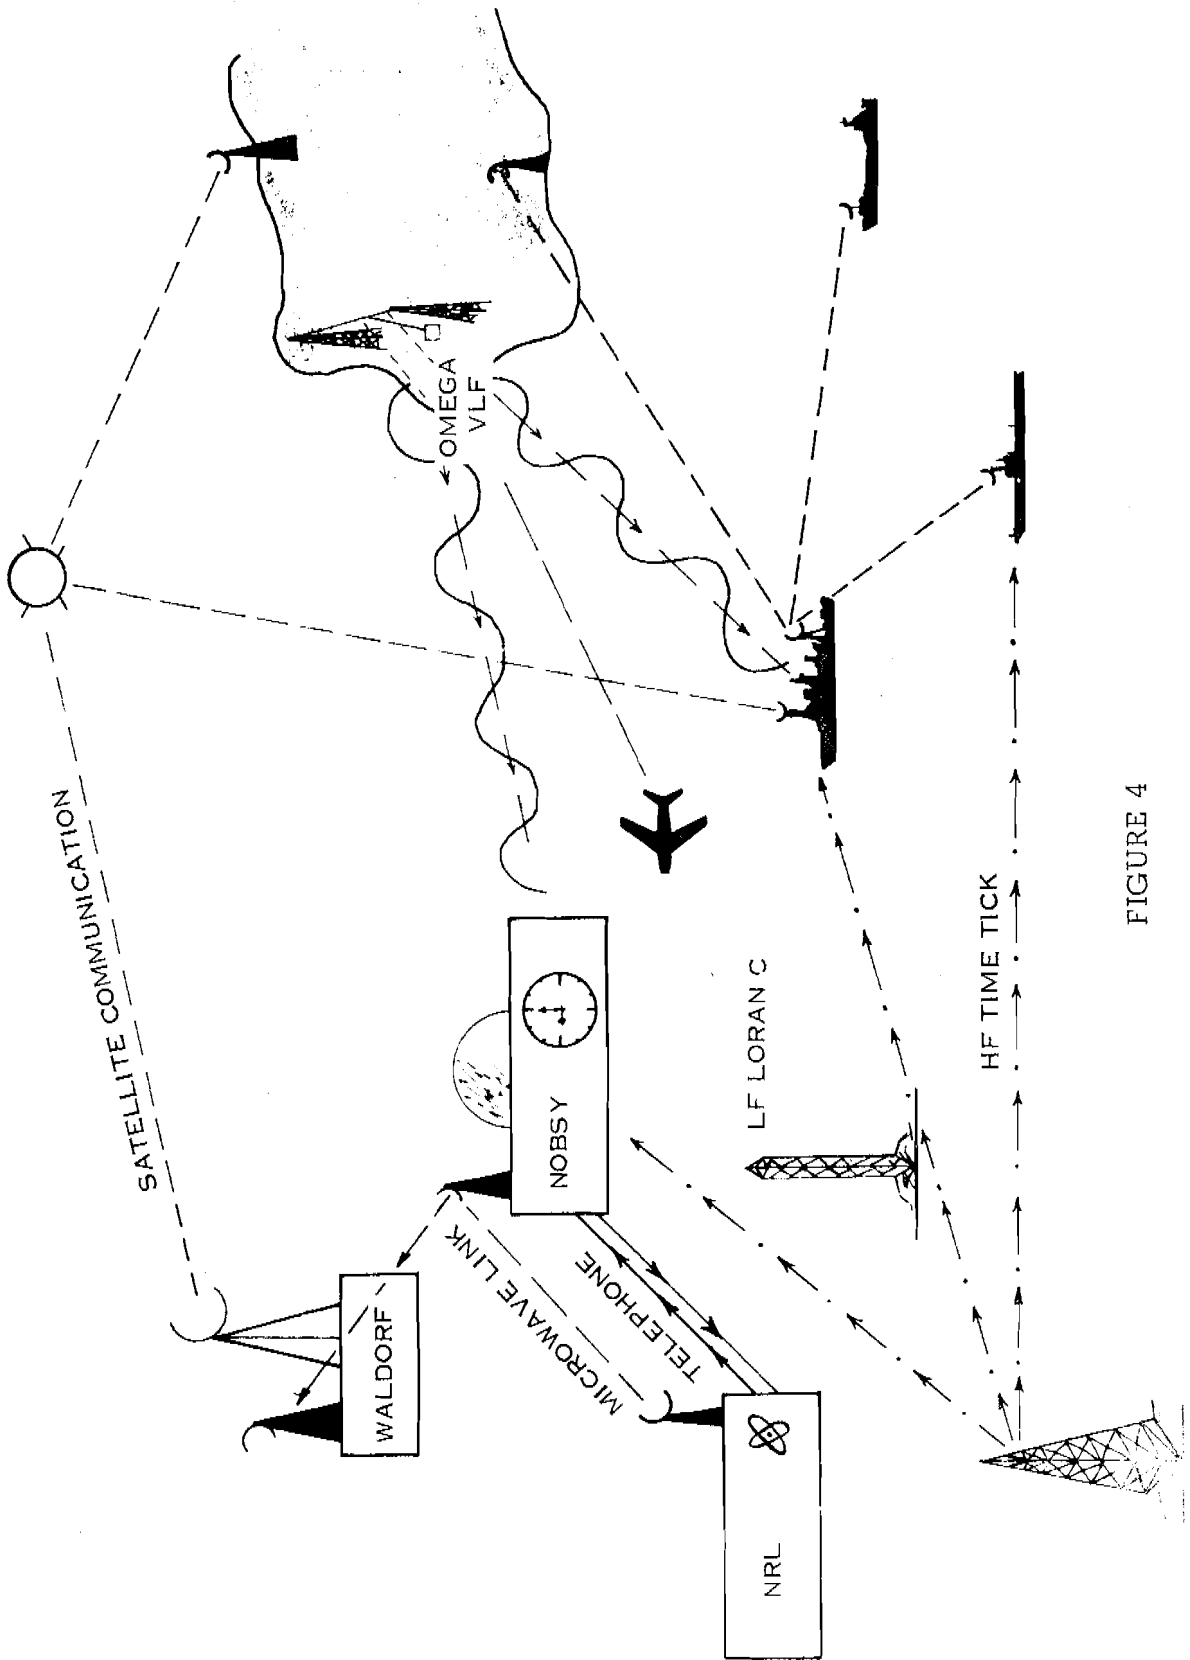 SATELLITE COMMUNICATION
WALDORF
MICROWAVE LINK
TELEPHONE
NOBSY
NRL
OMEGA
VLF
LF LORAN C
HF TIME TICK
FIGURE 4